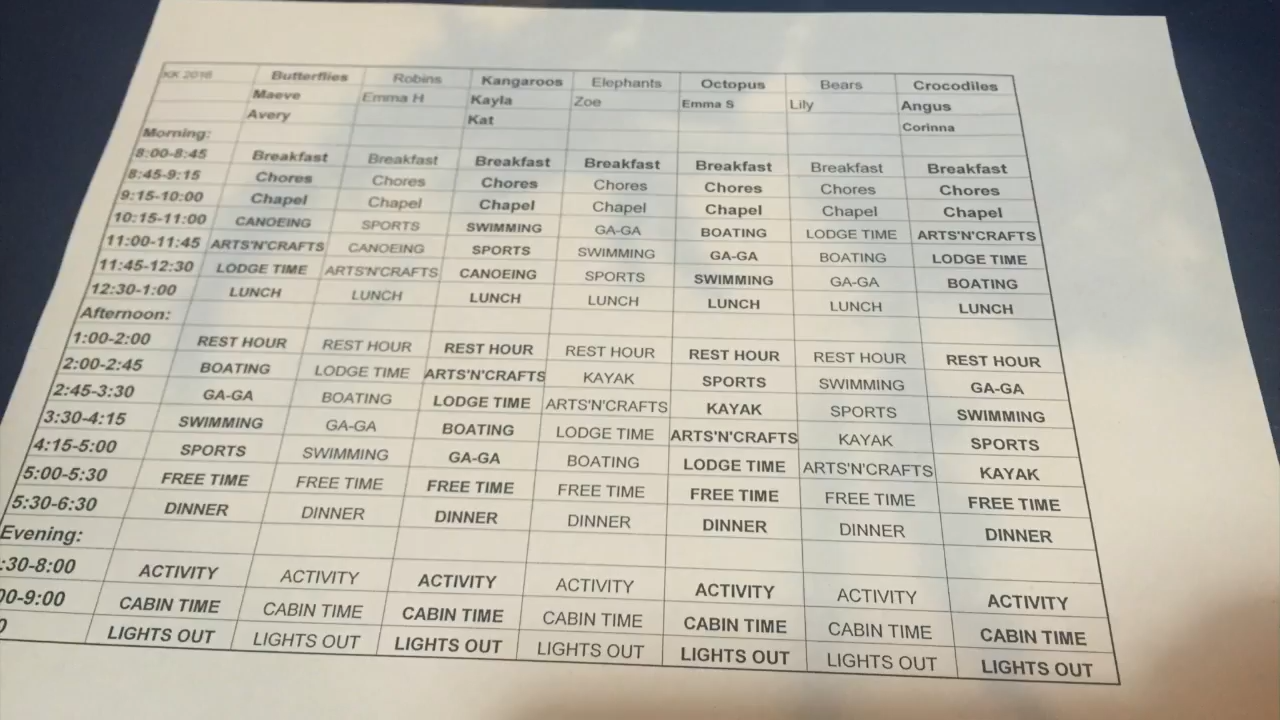 KK 2016 Butterflies Robins Kangaroos Elephants Octopus Bears Crocodiles
Maeve Emma H Kayla Zoe Emma S Lily Angus
Avery Kat Corinna
Morning:
8:00-8:45 Breakfast Breakfast Breakfast Breakfast Breakfast Breakfast Breakfast
8:45-9:15 Chores Chores Chores Chores Chores Chores Chores
9:15-10:00 Chapel Chapel Chapel Chapel Chapel Chapel Chapel
10:15-11:00 CANOEING SPORTS SWIMMING GA-GA BOATING LODGE TIME ARTS'N'CRAFTS
11:00-11:45 ARTS'N'CRAFTS CANOEING SPORTS SWIMMING GA-GA BOATING LODGE TIME
11:45-12:30 LODGE TIME ARTS'N'CRAFTS CANOEING SPORTS SWIMMING GA-GA BOATING
12:30-1:00 LUNCH LUNCH LUNCH LUNCH LUNCH LUNCH LUNCH
Afternoon:
1:00-2:00 REST HOUR REST HOUR REST HOUR REST HOUR REST HOUR REST HOUR REST HOUR
2:00-2:45 BOATING LODGE TIME ARTS'N'CRAFTS KAYAK SPORTS SWIMMING GA-GA
2:45-3:30 GA-GA BOATING LODGE TIME ARTS'N'CRAFTS KAYAK SPORTS SWIMMING
3:30-4:15 SWIMMING GA-GA BOATING LODGE TIME ARTS'N'CRAFTS KAYAK SPORTS
4:15-5:00 SPORTS SWIMMING GA-GA BOATING LODGE TIME ARTS'N'CRAFTS KAYAK
5:00-5:30 FREE TIME FREE TIME FREE TIME FREE TIME FREE TIME FREE TIME FREE TIME
5:30-6:30 DINNER DINNER DINNER DINNER DINNER DINNER DINNER
Evening:
:30-8:00 ACTIVITY ACTIVITY ACTIVITY ACTIVITY ACTIVITY ACTIVITY ACTIVITY
00-9:00 CABIN TIME CABIN TIME CABIN TIME CABIN TIME CABIN TIME CABIN TIME CABIN TIME
0 LIGHTS OUT LIGHTS OUT LIGHTS OUT LIGHTS OUT LIGHTS OUT LIGHTS OUT LIGHTS OUT